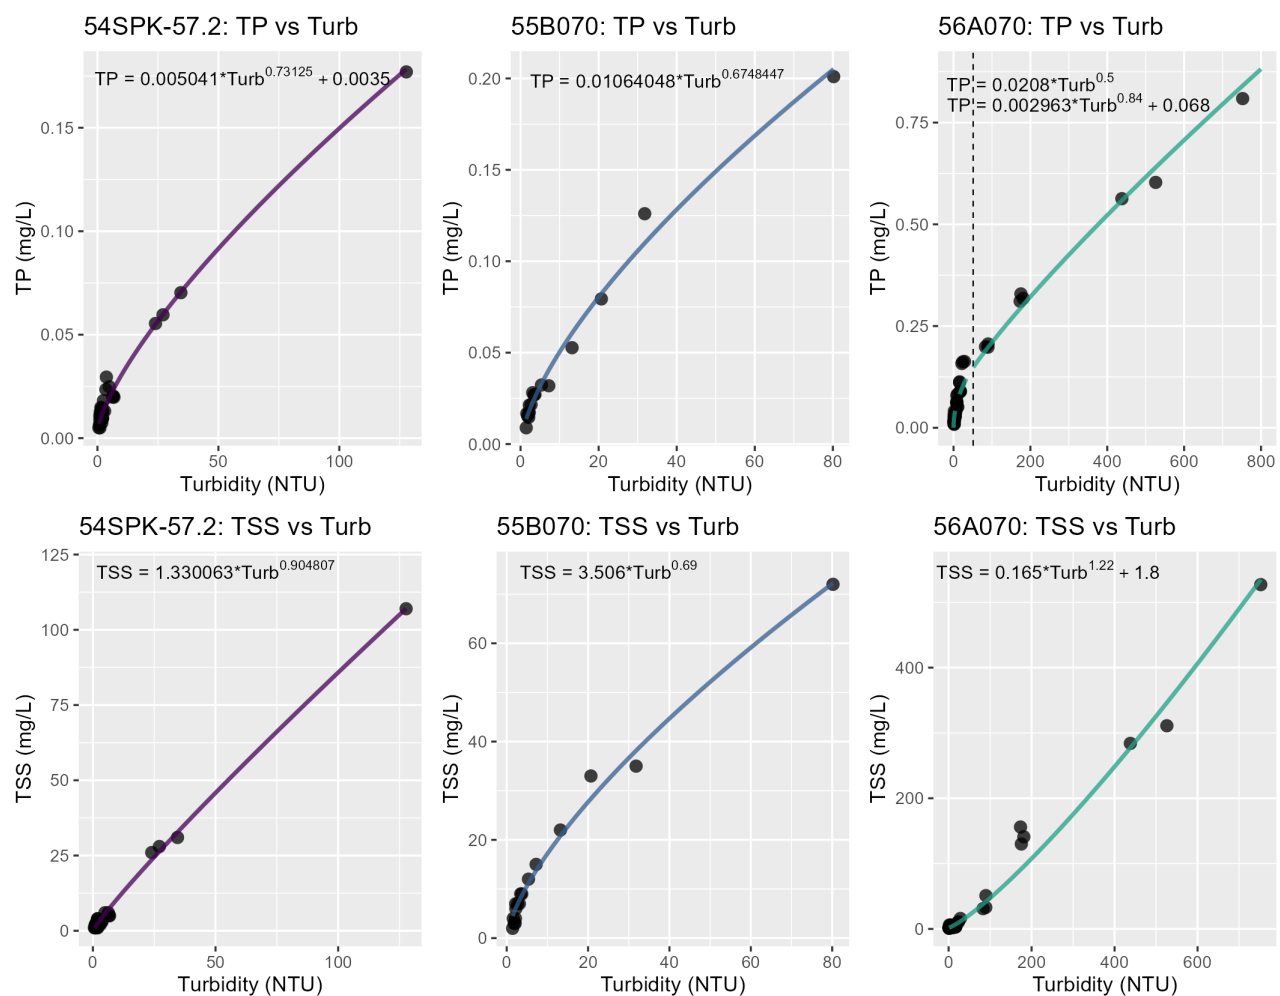 54SPK-57.2: TP vs Turb
TP = 0.005041*Turb^0.73125 + 0.0035
0.15
0.10
0.05
0.00
TP (mg/L)
0
50
100
Turbidity (NTU)
55B070: TP vs Turb
TP = 0.01064048*Turb^0.6748447
0.20
0.15
0.10
0.05
0.00
TP (mg/L)
0
20
40
60
80
Turbidity (NTU)
56A070: TP vs Turb
TP = 0.0208*Turb^0.5
TP = 0.002963*Turb^0.84 + 0.068
0.75
0.50
0.25
0.00
TP (mg/L)
0
200
400
600
800
Turbidity (NTU)
54SPK-57.2: TSS vs Turb
TSS = 1.330063*Turb^0.904807
125
100
75
50
25
0
TSS (mg/L)
0
50
100
Turbidity (NTU)
55B070: TSS vs Turb
TSS = 3.506*Turb^0.69
60
40
20
0
TSS (mg/L)
0
20
40
60
80
Turbidity (NTU)
56A070: TSS vs Turb
TSS = 0.165*Turb^1.22 + 1.8
400
200
0
TSS (mg/L)
0
200
400
600
Turbidity (NTU)